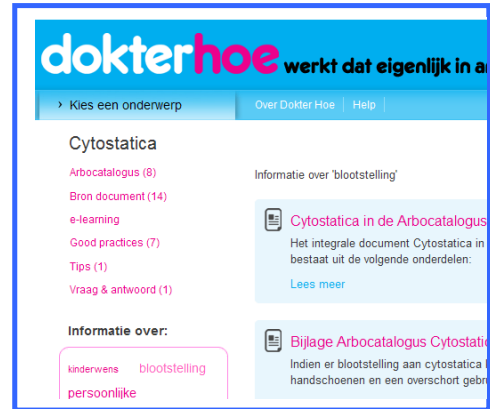 dokterhoe werkt dat eigenlijk in
› Kies een onderwerp
Over Dokter Hoe
Help
Cytostatica
Arbocatalogus (8)
Bron document (14)
e-learning
Good practices (7)
Tips (1)
Vraag & antwoord (1)
Informatie over:
kinderwens blootstelling
persoonlijke
Informatie over 'blootstelling'
Cytostatica in de Arbocatalogus
Het integrale document Cytostatica in
bestaat uit de volgende onderdelen:
Lees meer
Bijlage Arbocatalogus
Indien er blootstelling aan cytostatica
handschoenen en een overschort